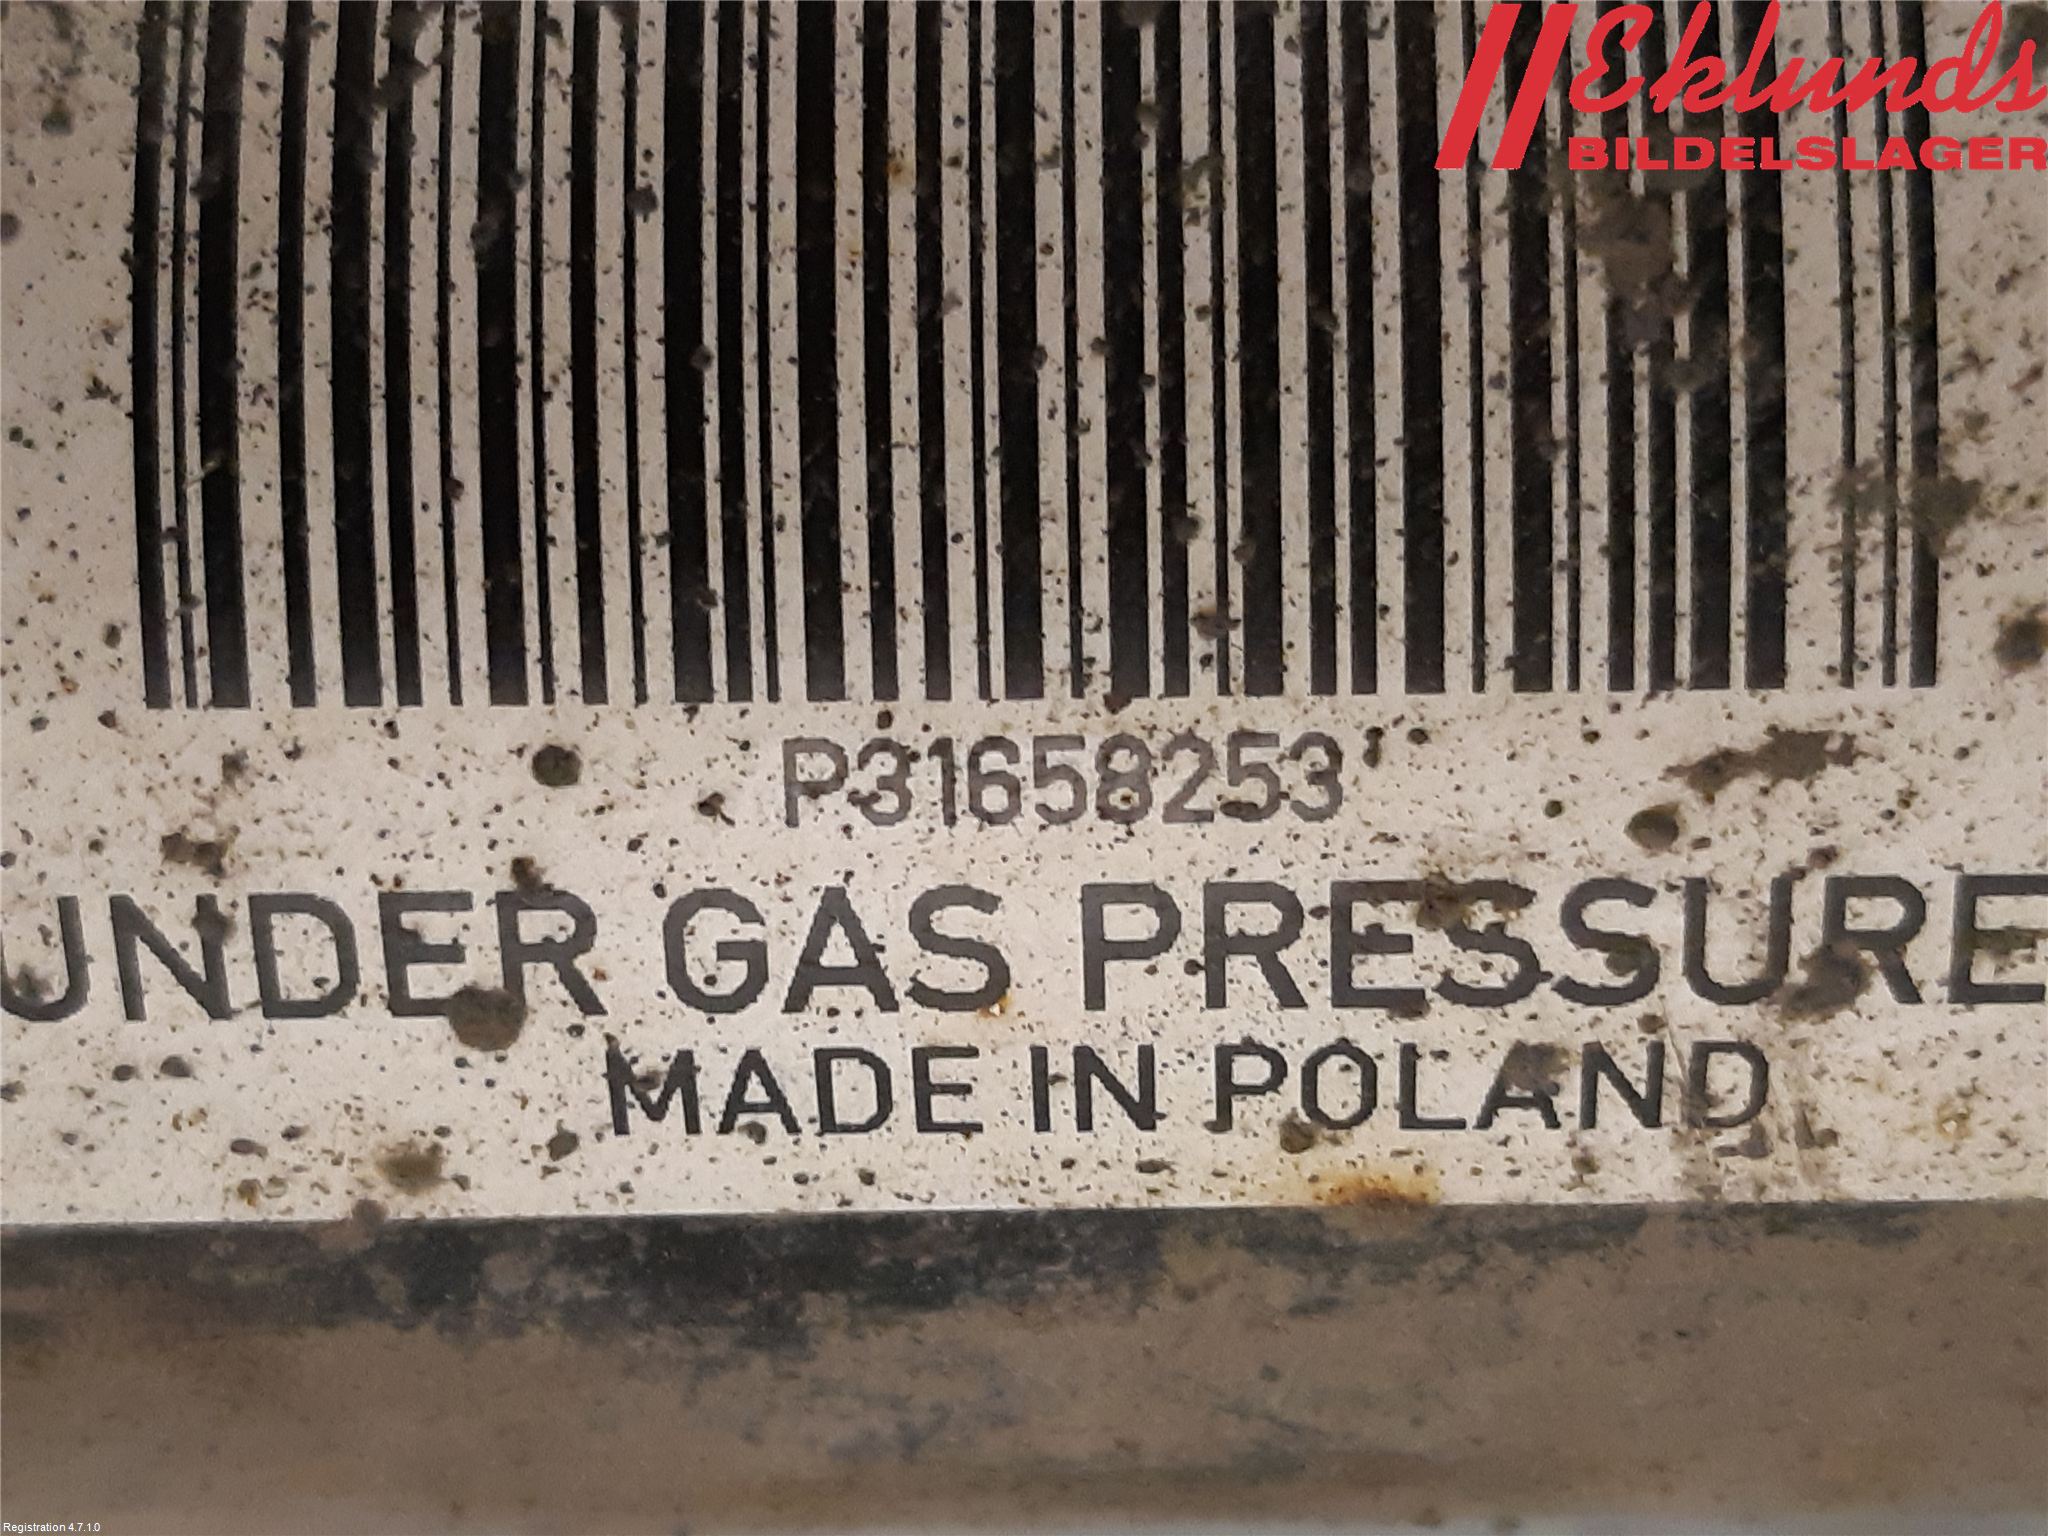 Eklunds
BILDELSLAGER
P31658253
UNDER GAS PRESSURE
MADE IN POLAND
Registration 4.7.1.0